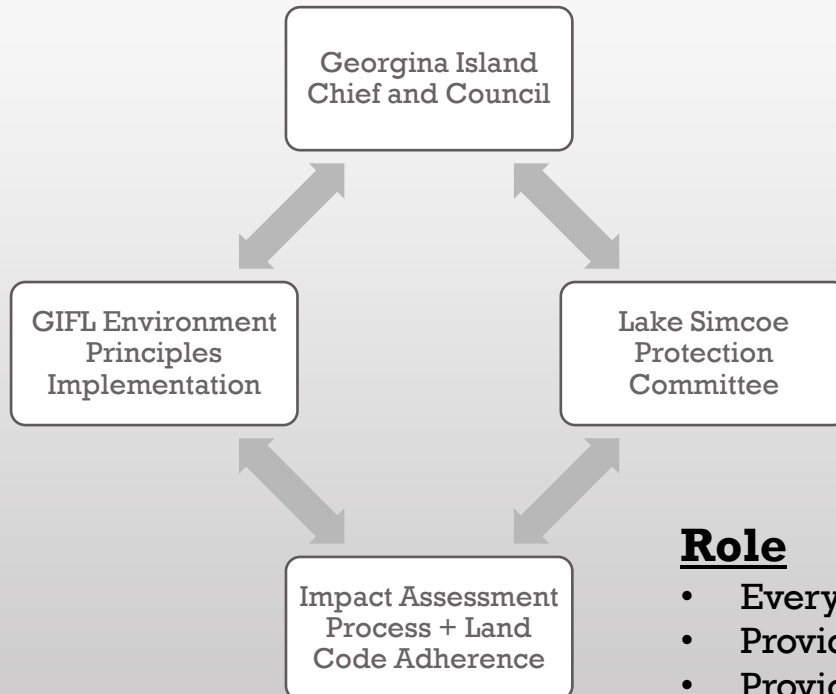 Georgina Island
Chief and Council
GIFL Environment
Principles
Implementation
Lake Simcoe
Protection
Committee
Impact Assessment
Process + Land
Code Adherence
Role
• Every
•
•